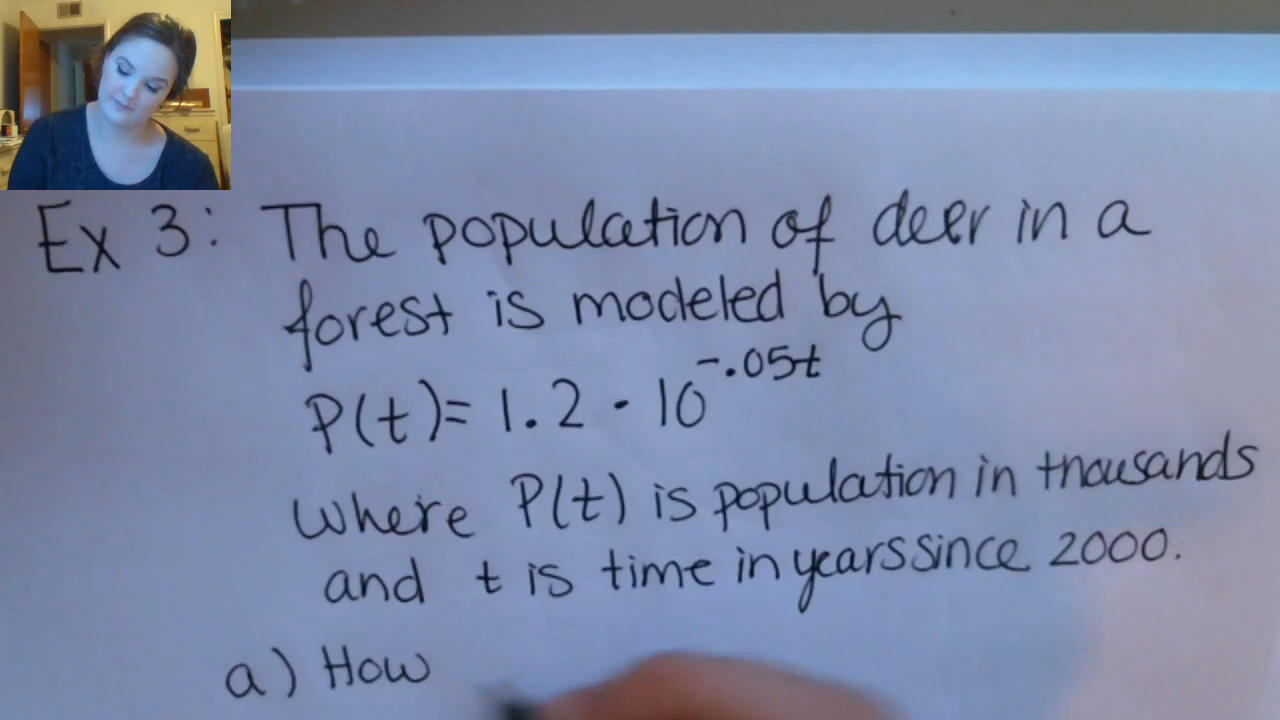 Ex 3: The population of deer in a
forest is modeled by
P(t)= 1.2 · 10^-.05t
where P(t) is population in thousands
and t is time in years since 2000.
a) How